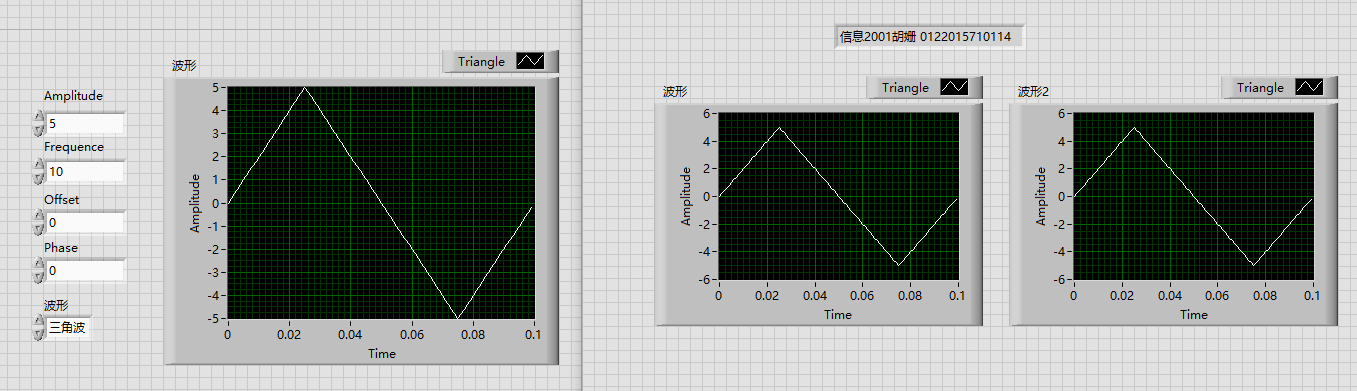 Amplitude
5
Frequence
10
Offset
0
Phase
0
波形
三角波
波形
Triangle
Amplitude
5
4
3
2
1
0
-1
-2
-3
-4
-5
0
0.02
0.04
0.06
0.08
0.1
Time
信息2001胡姗 0122015710114
波形
Triangle
Amplitude
6
4
2
0
-2
-4
-6
0
0.02
0.04
0.06
0.08
0.1
Time
波形2
Triangle
Amplitude
6
4
2
0
-2
-4
-6
0
0.02
0.04
0.06
0.08
0.1
Time